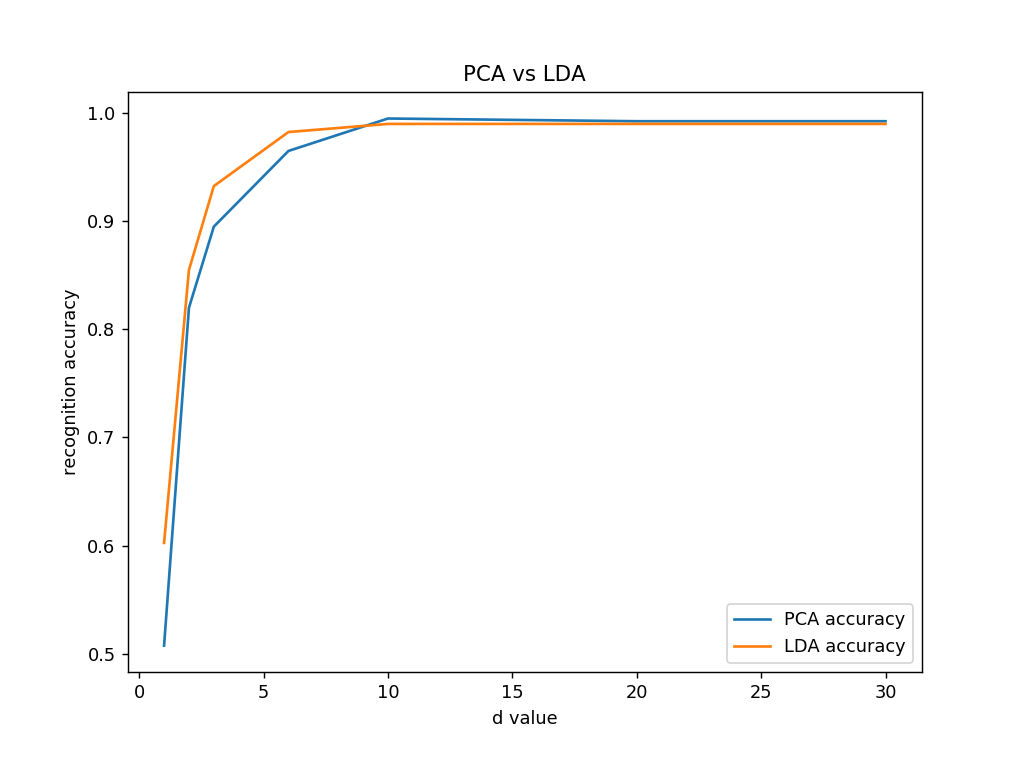 PCA vs LDA
1.0
0.9
0.8
0.7
0.6
0.5
recognition accuracy
PCA accuracy
LDA accuracy
0 5 10 15 20 25 30
d value